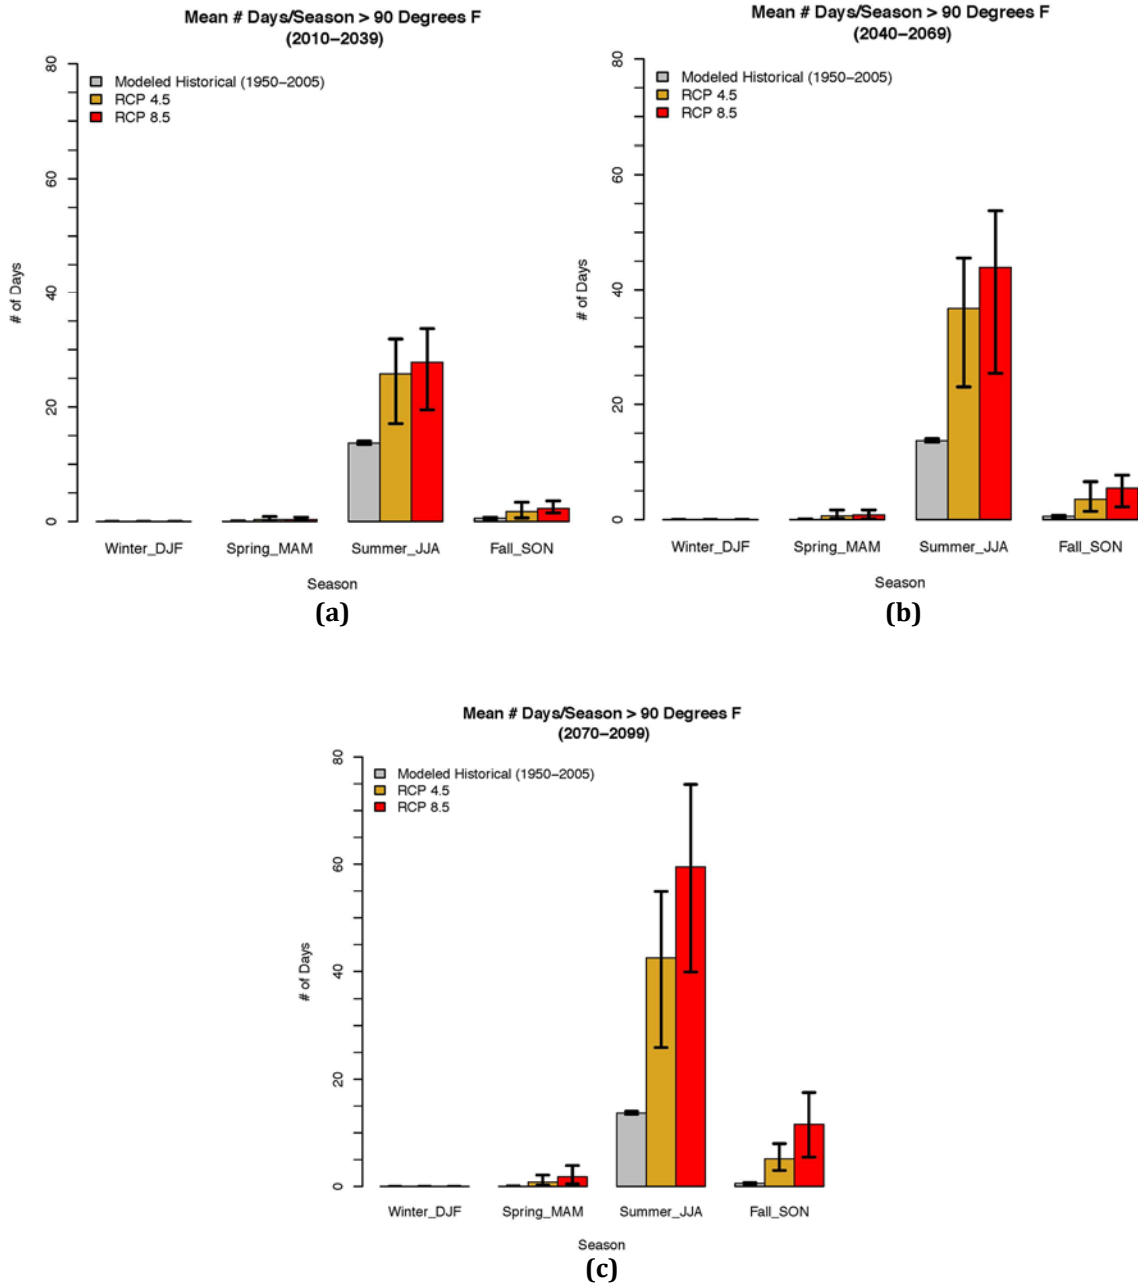 Mean # Days/Season > 90 Degrees F
(2010–2039)
80
60
40
20
0
# of Days
Modeled Historical (1950–2005)
RCP 4.5
RCP 8.5
Winter_DJF
Spring_MAM
Summer_JJA
Fall_SON
Season
(a)
Mean # Days/Season > 90 Degrees F
(2040–2069)
80
60
40
20
0
# of Days
Modeled Historical (1950–2005)
RCP 4.5
RCP 8.5
Winter_DJF
Spring_MAM
Summer_JJA
Fall_SON
Season
(b)
Mean # Days/Season > 90 Degrees F
(2070–2099)
80
60
40
20
0
# of Days
Modeled Historical (1950–2005)
RCP 4.5
RCP 8.5
Winter_DJF
Spring_MAM
Summer_JJA
Fall_SON
Season
(c)